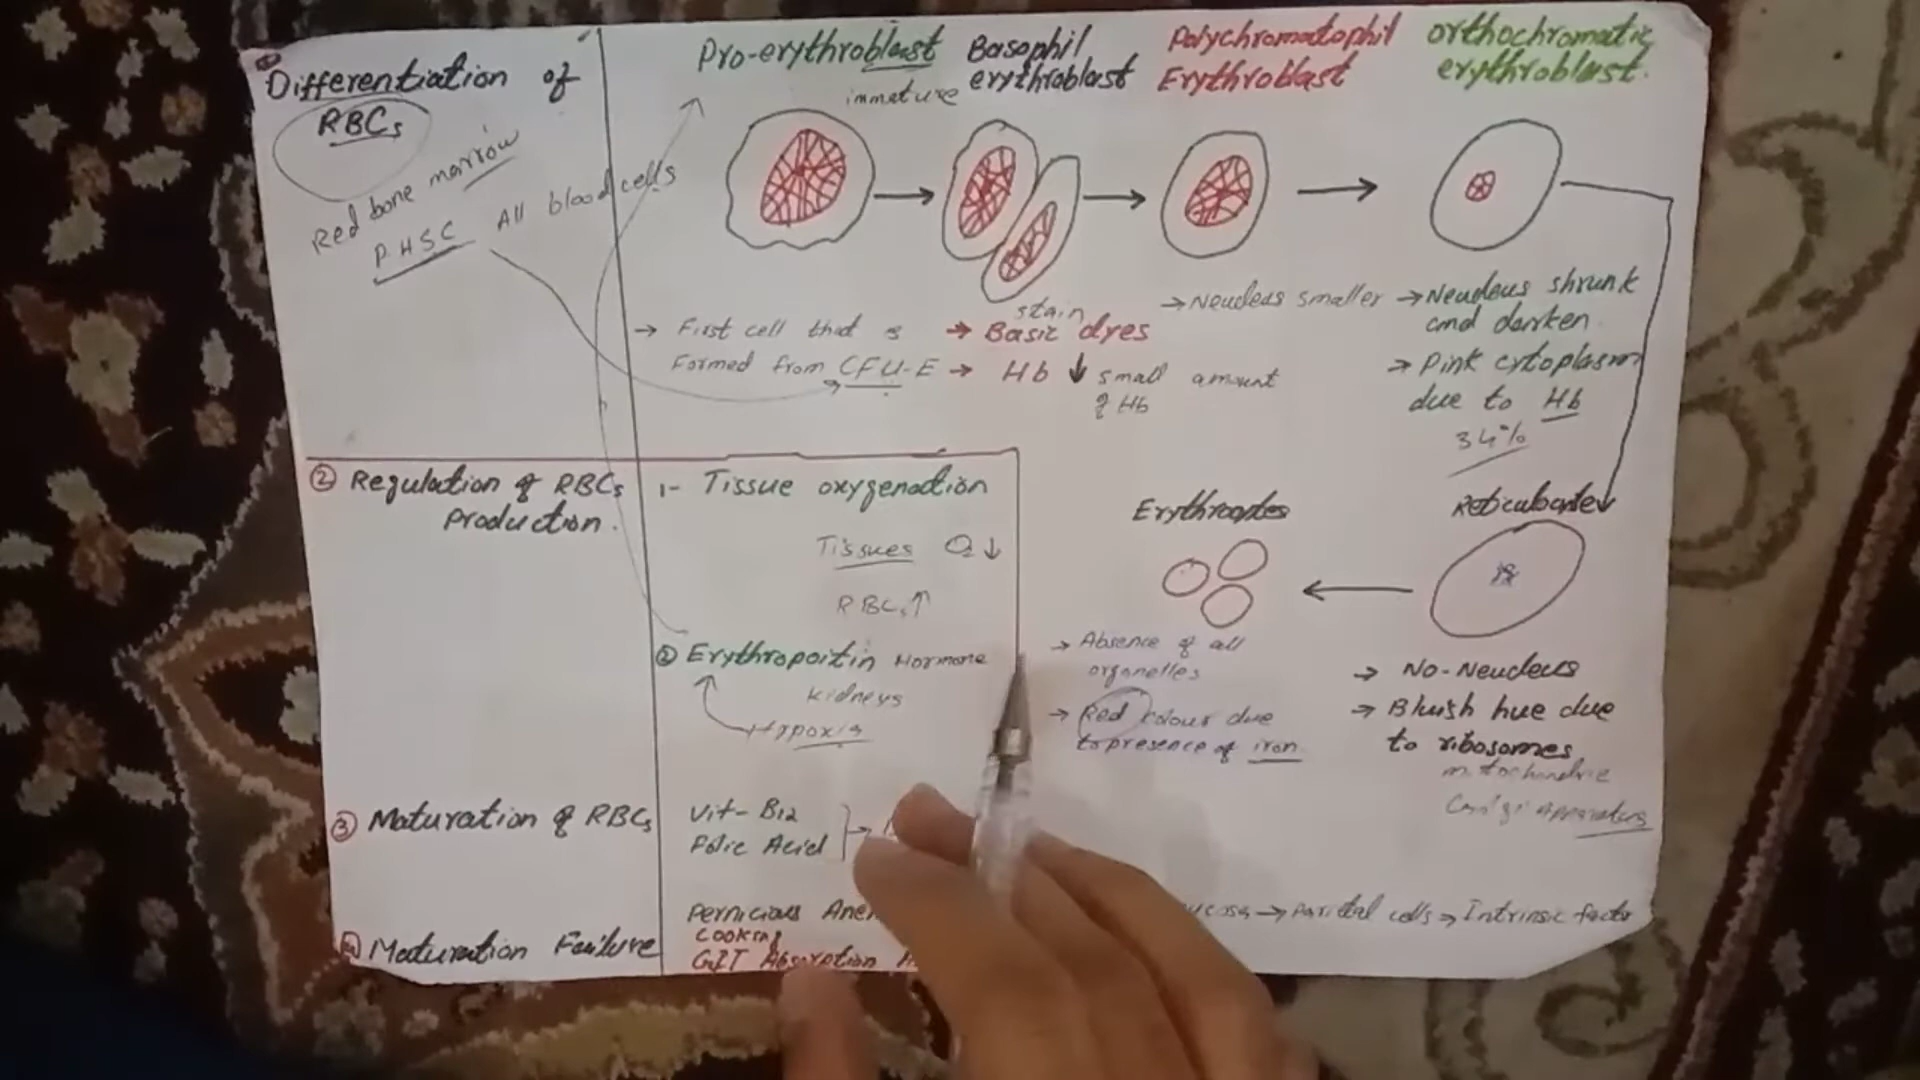 Differentiation of
RBCs
Red bone marrow
P.HSC
All blood cells
Pro-erythroblast
immature
Basophil
erythroblast
Polychromatophil
Erythroblast
orthochromatic
erythroblast.
→ First cell that is
Formed from CFU-E
stain
→ Basic dyes
→ Hb ↓ small amount
of Hb
→ Neucleus smaller
→ Neucleus shrunk
and darken.
→ Pink cytoplasm
due to Hb
34%
② Regulation of RBCs
Production.
1- Tissue oxygenation
Tissues O2 ↓
RBCs ↑
② Erythropoitin Hormone
kidneys
Hypoxia
Erythrocytes
→ Absence of all
organelles
→ Red colour due
to presence of iron
Reticulocyte
→ No-Neucleus
→ Bluish hue due
to ribosomes
mitochondria
Golgi Apparatus
③ Maturation of RBCs
Vit-B12
Folic Acid
Maturation Failure
Pernicious
Cooking
GIT Absorption
→ Parietal cells → Intrinsic factor